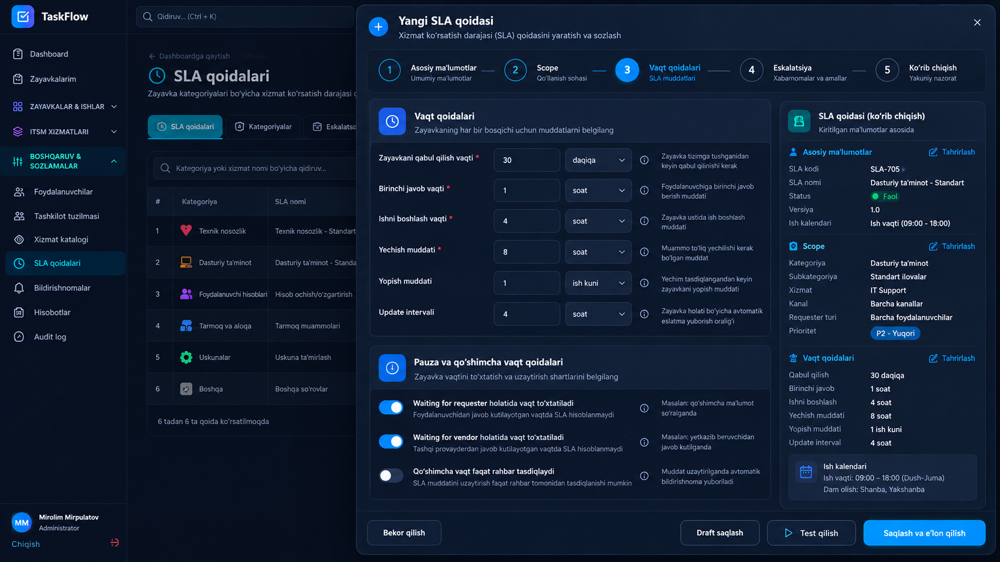 TaskFlow
Dashboard
Zayavkalarim
ZAYAVKALAR & ISHLAR
ITSM XIZMATLARI
BOSHQARUV &
SOZLAMALAR
Foydalanuvchilar
Tashkilot tuzilmasi
Xizmat katalogi
SLA qoidalari
Bildirishnomalar
Hisobotlar
Audit log
MM
Mirolim Mirpulatov
Administrator
Chiqish
Qidiruv... (Ctrl + K)
Dashboardga qaytish
SLA qoidalari
Zayavka kategoriyalari bo‘yicha xizmat ko‘rsatish darajasi
SLA qoidalari
Kategoriyalar
Eskalatso
Kategoriya yoki xizmat nomi bo‘yicha qidiruv...
# Kategoriya SLA nomi
1 Texnik nosozlik Texnik nosozlik - Standart
2 Dasturiy ta’minot Dasturiy ta’minot - Standa
3 Foydalanuvchi hisoblari Hisob ochish/o‘zgartirish
4 Tarmoq va aloqa Tarmoq muammolari
5 Uskunalar Uskuna ta’mirlash
6 Boshqa Boshqa so‘rovlar
6 tadan 6 ta qoida ko‘rsatilmoqda
Yangi SLA qoidasi
Xizmat ko‘rsatish darajasi (SLA) qoidasini yaratish va sozlash
1 Asosiy ma’lumotlar
Umumiy ma’lumotlar
2 Scope
Qo‘llanish sohasi
3 Vaqt qoidalari
SLA muddatlari
4 Eskalatsiya
Xabarnomalar va amallar
5 Ko‘rib chiqish
Yakuniy nazorat
Vaqt qoidalari
Zayavkaning har bir bosqichi uchun muddatlarni belgilang
Zayavkani qabul qilish vaqti * 30 daqiqa
Zayavka tizimga tushganidan
keyin qabul qilinishi kerak
Birinchi javob vaqti * 1 soat
Foydalanuvchiga birinchi javob
berish muddati
Ishni boshlash vaqti * 4 soat
Zayavka ustida ish boshlash
muddati
Yechish muddati * 8 soat
Muammo to‘liq yechilishi kerak
bo‘lgan muddat
Yopish muddati 1 ish kuni
Yechim tasdiqlangandan keyin
zayavkani yopish muddati
Update intervali 4 soat
Zayavka holati bo‘yicha avtomatik
eslatma yuborish oralig‘i
Pauza va qo‘shimcha vaqt qoidalari
Zayavka vaqtini to‘xtatish va uzaytirish shartlarini belgilang
Waiting for requester holatida vaqt to‘xtatiladi
Foydalanuvchidan javob kutilayotgan vaqtda SLA hisoblanmaydi
Masalan: qo‘shimcha ma’lumot
so‘ralganda
Waiting for vendor holatida vaqt to‘xtatiladi
Tashqi provayderdan javob kutilayotgan vaqtda SLA hisoblanmaydi
Masalan: yetkazib beruvchidan
javob kutilganda
Qo‘shimcha vaqt faqat rahbar tasdiqlaydi
SLA muddatini uzaytirish faqat rahbar tomonidan tasdiqlanishi mumkin
Muddat uzaytirilganda avtomatik
bildirishnoma yuboriladi
SLA qoidasi (ko‘rib chiqish)
Kiritilgan ma’lumotlar asosida
Asosiy ma’lumotlar Tahrirlash
SLA kodi SLA-705
SLA nomi Dasturiy ta’minot - Standart
Status Faol
Versiya 1.0
Ish kalendari Ish vaqti (09:00 - 18:00)
Scope Tahrirlash
Kategoriya Dasturiy ta’minot
Subkategoriya Standart ilovalar
Xizmat IT Support
Kanal Barcha kanallar
Requester turi Barcha foydalanuvchilar
Prioritet P2 - Yuqori
Vaqt qoidalari Tahrirlash
Qabul qilish 30 daqiqa
Birinchi javob 1 soat
Ishni boshlash 4 soat
Yechish muddati 8 soat
Yopish muddati 1 ish kuni
Update interval 4 soat
Ish kalendari
Ish vaqti: 09:00 – 18:00 (Dush-Juma)
Dam olish: Shanba, Yakshanba
Bekor qilish
Draft saqlash
Test qilish
Saqlash va e’lon qilish